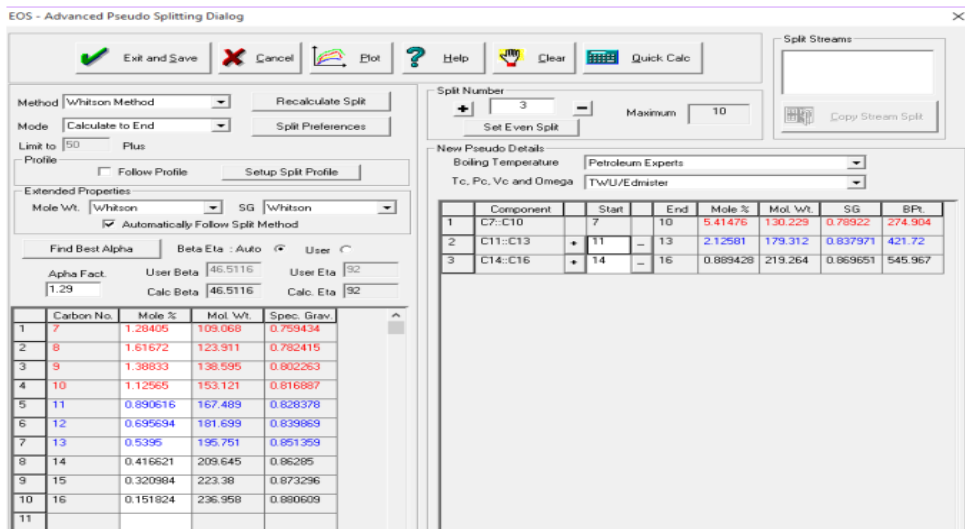 EOS - Advanced Pseudo Splitting Dialog
Exit and Save Cancel Plot Help Clear Quick Calc
Split Streams
Copy Stream Split
Method Whitson Method Recalculate Split
Mode Calculate to End Split Preferences
Limit to 50 Plus
Profile
Follow Profile Setup Split Profile
Extended Properties
Mole Wt. Whitson SG Whitson
Automatically Follow Split Method
Find Best Alpha Beta Eta : Auto User
Apha Fact. User Beta 46.5116 User Eta 92
1.29 Calc Beta 46.5116 Calc. Eta 92
Carbon No. Mole % Mol. Wt. Spec. Grav.
1 7 1.28405 109.068 0.759434
2 8 1.61672 123.911 0.782415
3 9 1.38833 138.595 0.802263
4 10 1.12565 153.121 0.816887
5 11 0.890616 167.489 0.828378
6 12 0.695694 181.699 0.839869
7 13 0.5395 195.751 0.851359
8 14 0.416621 209.645 0.86285
9 15 0.320984 223.38 0.873296
10 16 0.151824 236.958 0.880609
11
Split Number
+ 3 - Maximum 10
Set Even Split
New Pseudo Details
Boiling Temperature Petroleum Experts
Tc, Pc, Vc and Omega TWU/Edmister
Component Start End Mole % Mol. Wt. SG BPt.
1 C7::C10 7 10 5.41476 130.229 0.78922 274.904
2 C11::C13 + 11 - 13 2.12581 179.312 0.837971 421.72
3 C14::C16 + 14 - 16 0.889428 219.264 0.869651 545.967